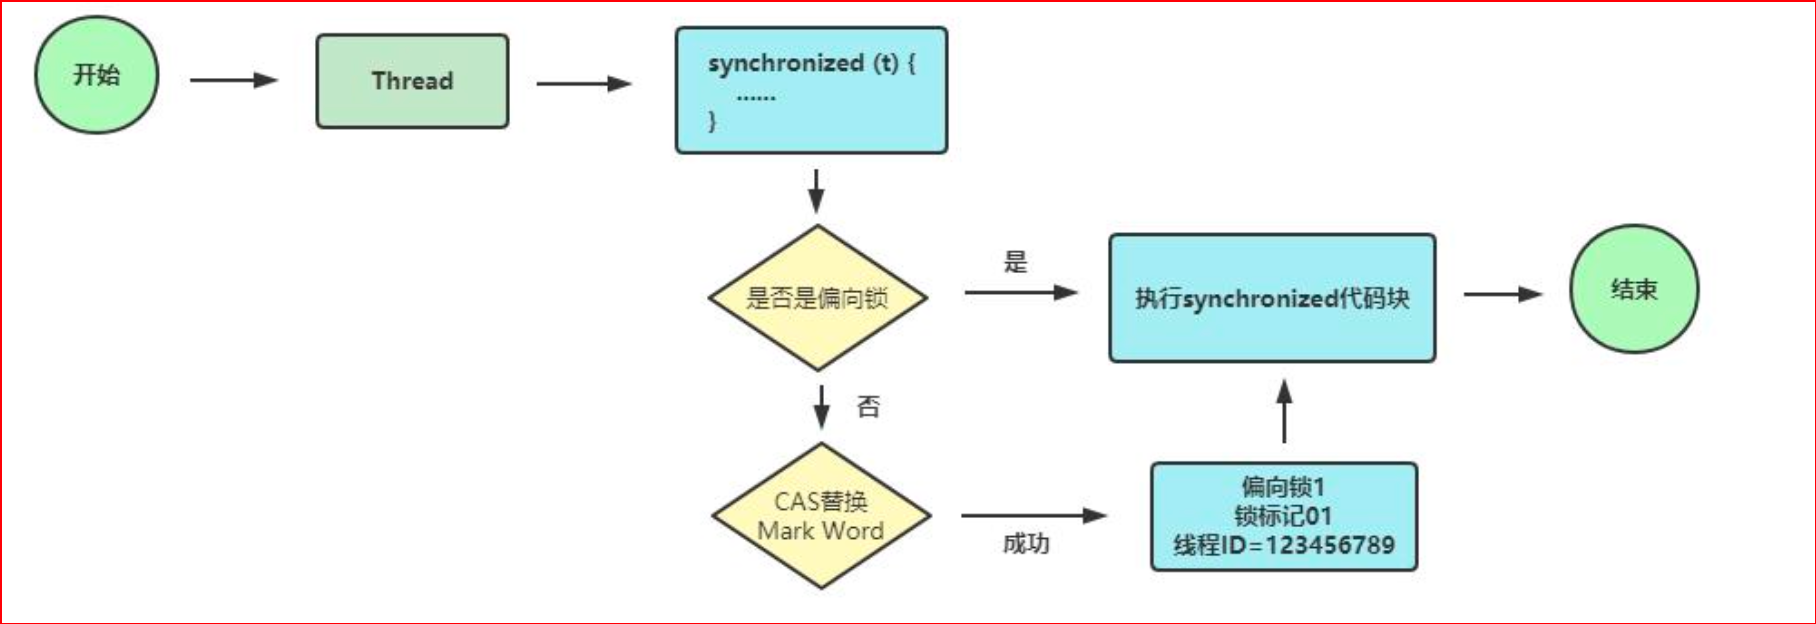 开始
Thread
synchronized (t) {
......
}
是否是偏向锁
是
执行synchronized代码块
结束
否
CAS替换
Mark Word
成功
偏向锁1
锁标记01
线程ID=123456789